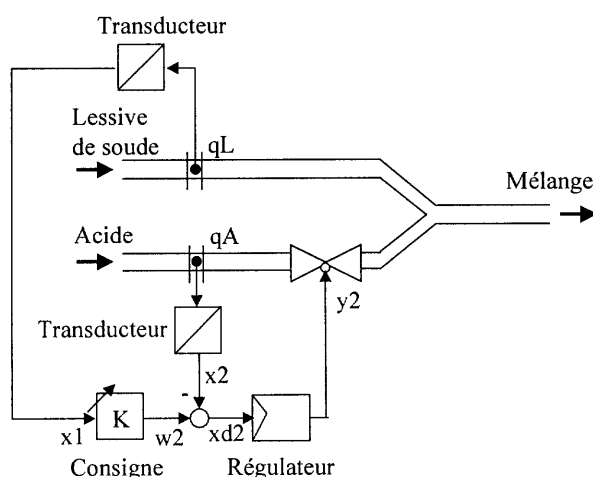 Transducteur
Lessive
de soude
qL
Mélange
Acide
qA
y2
Transducteur
x2
-
K
x1
w2
xd2
Consigne
Régulateur